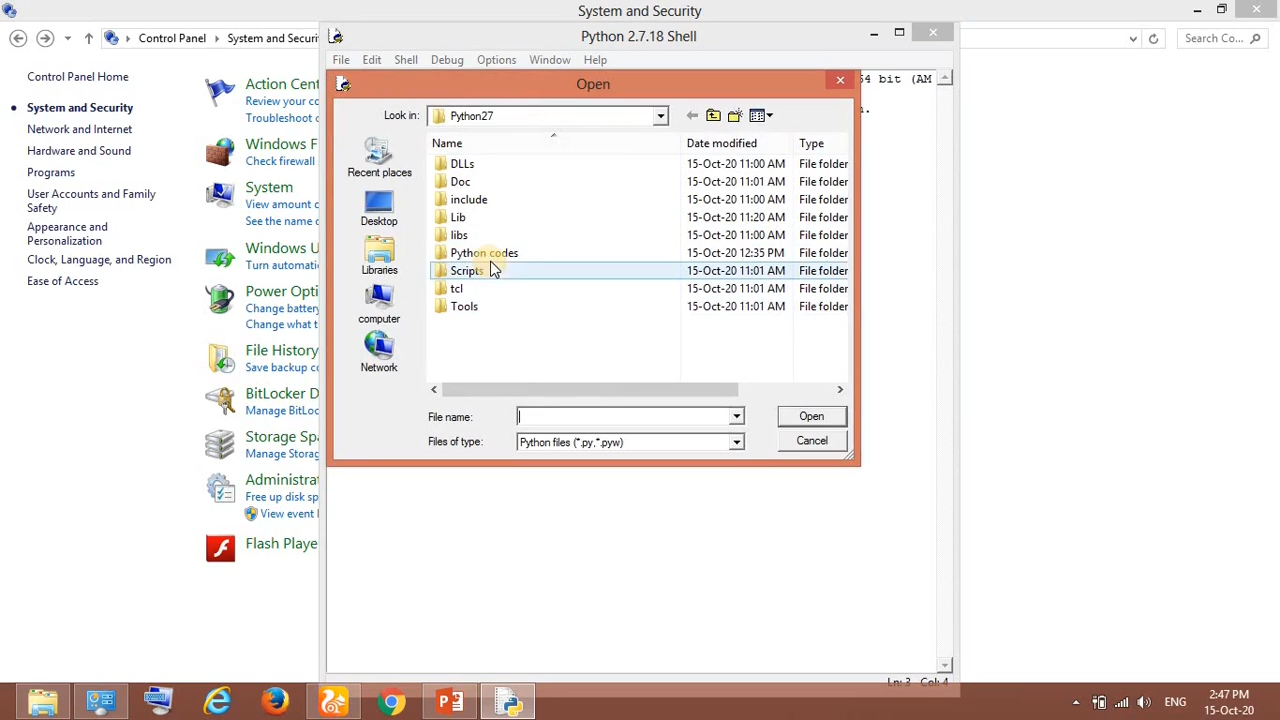 System and Security
Control Panel
System and Securi
Search Co...
Control Panel Home
System and Security
Network and Internet
Hardware and Sound
Programs
User Accounts and Family
Safety
Appearance and
Personalization
Clock, Language, and Region
Ease of Access
Action Cen
Review your co
Troubleshoot
Windows F
Check firewall
System
View amount o
See the name o
Windows U
Turn automati
Power Opti
Change batter
Change what t
File History
Save backup co
BitLocker D
Manage BitLo
Storage Spa
Manage Storag
Administra
Free up disk sp
View event l
Flash Playe
Python 2.7.18 Shell
File Edit Shell Debug Options Window Help
4 bit (AM
Open
Look in: Python27
Name Date modified Type
DLLs 15-Oct-20 11:00 AM File folder
Doc 15-Oct-20 11:01 AM File folder
include 15-Oct-20 11:00 AM File folder
Lib 15-Oct-20 11:20 AM File folder
libs 15-Oct-20 11:00 AM File folder
Python codes 15-Oct-20 12:35 PM File folder
Scripts 15-Oct-20 11:01 AM File folder
tcl 15-Oct-20 11:01 AM File folder
Tools 15-Oct-20 11:01 AM File folder
Recent places
Desktop
Libraries
computer
Network
File name:
Open
Files of type: Python files (*.py,*.pyw)
Cancel
Ln: 3 Col: 4
ENG
2:47 PM
15-Oct-20